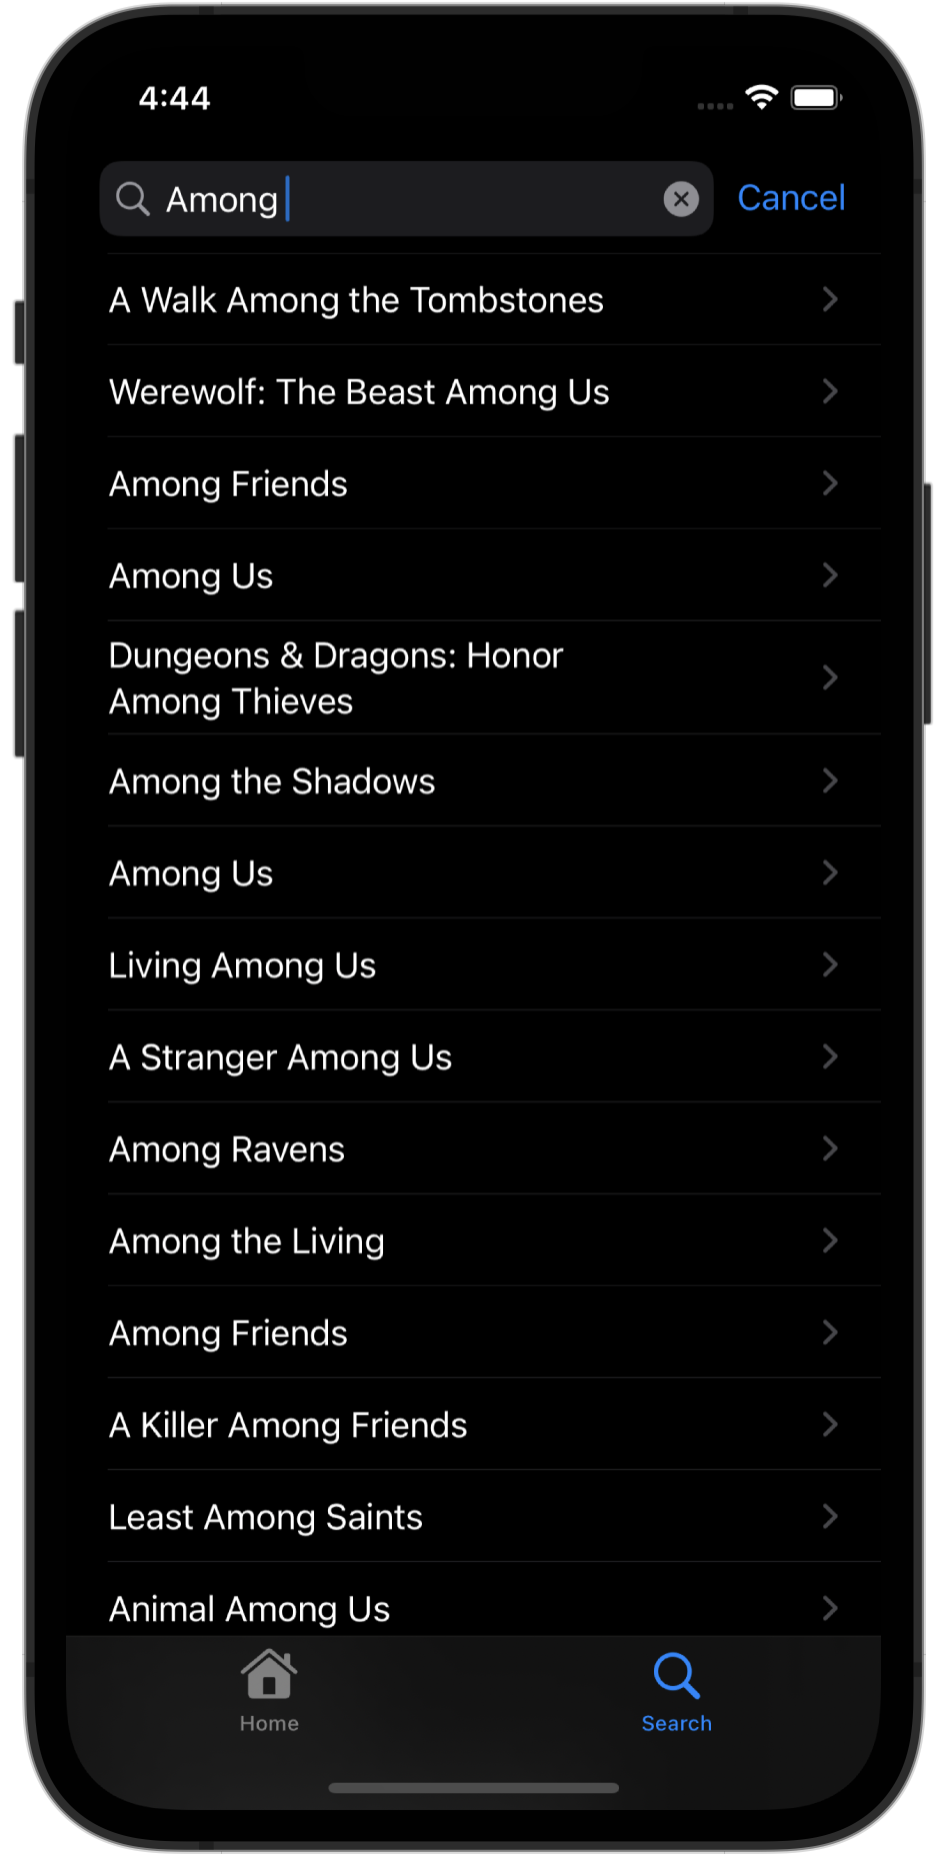 4:44
Among
Cancel
A Walk Among the Tombstones
Werewolf: The Beast Among Us
Among Friends
Among Us
Dungeons & Dragons: Honor
Among Thieves
Among the Shadows
Among Us
Living Among Us
A Stranger Among Us
Among Ravens
Among the Living
Among Friends
A Killer Among Friends
Least Among Saints
Animal Among Us
Home
Search